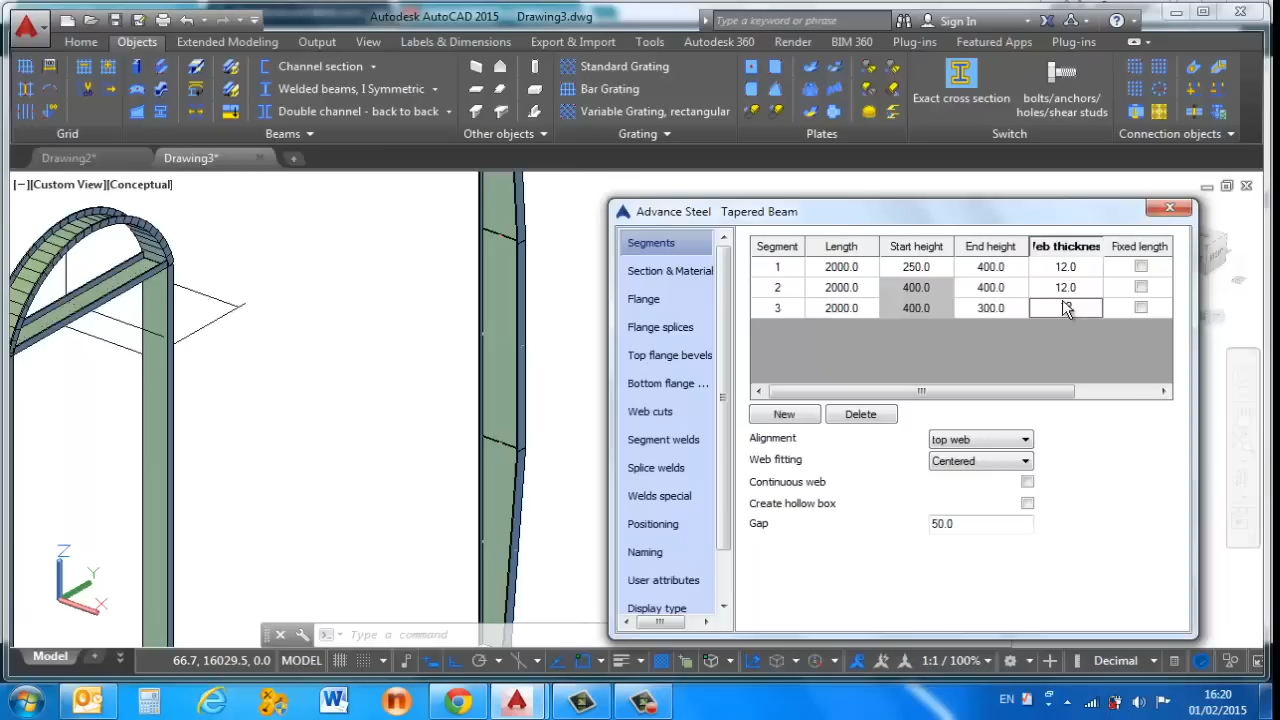 Autodesk AutoCAD 2015 Drawing3.dwg
Type a keyword or phrase
Sign In
Home Objects Extended Modeling Output View Labels & Dimensions Export & Import Tools Autodesk 360 Render BIM 360 Plug-ins Featured Apps Plug-ins
Channel section
Welded beams, I Symmetric
Double channel - back to back
Standard Grating
Bar Grating
Variable Grating, rectangular
Exact cross section
bolts/anchors/
holes/shear studs
Grid Beams Other objects Grating Plates Switch Connection objects
Drawing2* Drawing3*
[−][Custom View][Conceptual]
Advance Steel Tapered Beam
Segments
Section & Material
Flange
Flange splices
Top flange bevels
Bottom flange ...
Web cuts
Segment welds
Splice welds
Welds special
Positioning
Naming
User attributes
Display type
Segment Length Start height End height eb thicknes Fixed length
1 2000.0 250.0 400.0 12.0
2 2000.0 400.0 400.0 12.0
3 2000.0 400.0 300.0
New Delete
Alignment top web
Web fitting Centered
Continuous web
Create hollow box
Gap 50.0
Z
Y
X
Type a command
Model
66.7, 16029.5, 0.0 MODEL 1:1 / 100% Decimal
EN 16:20
01/02/2015